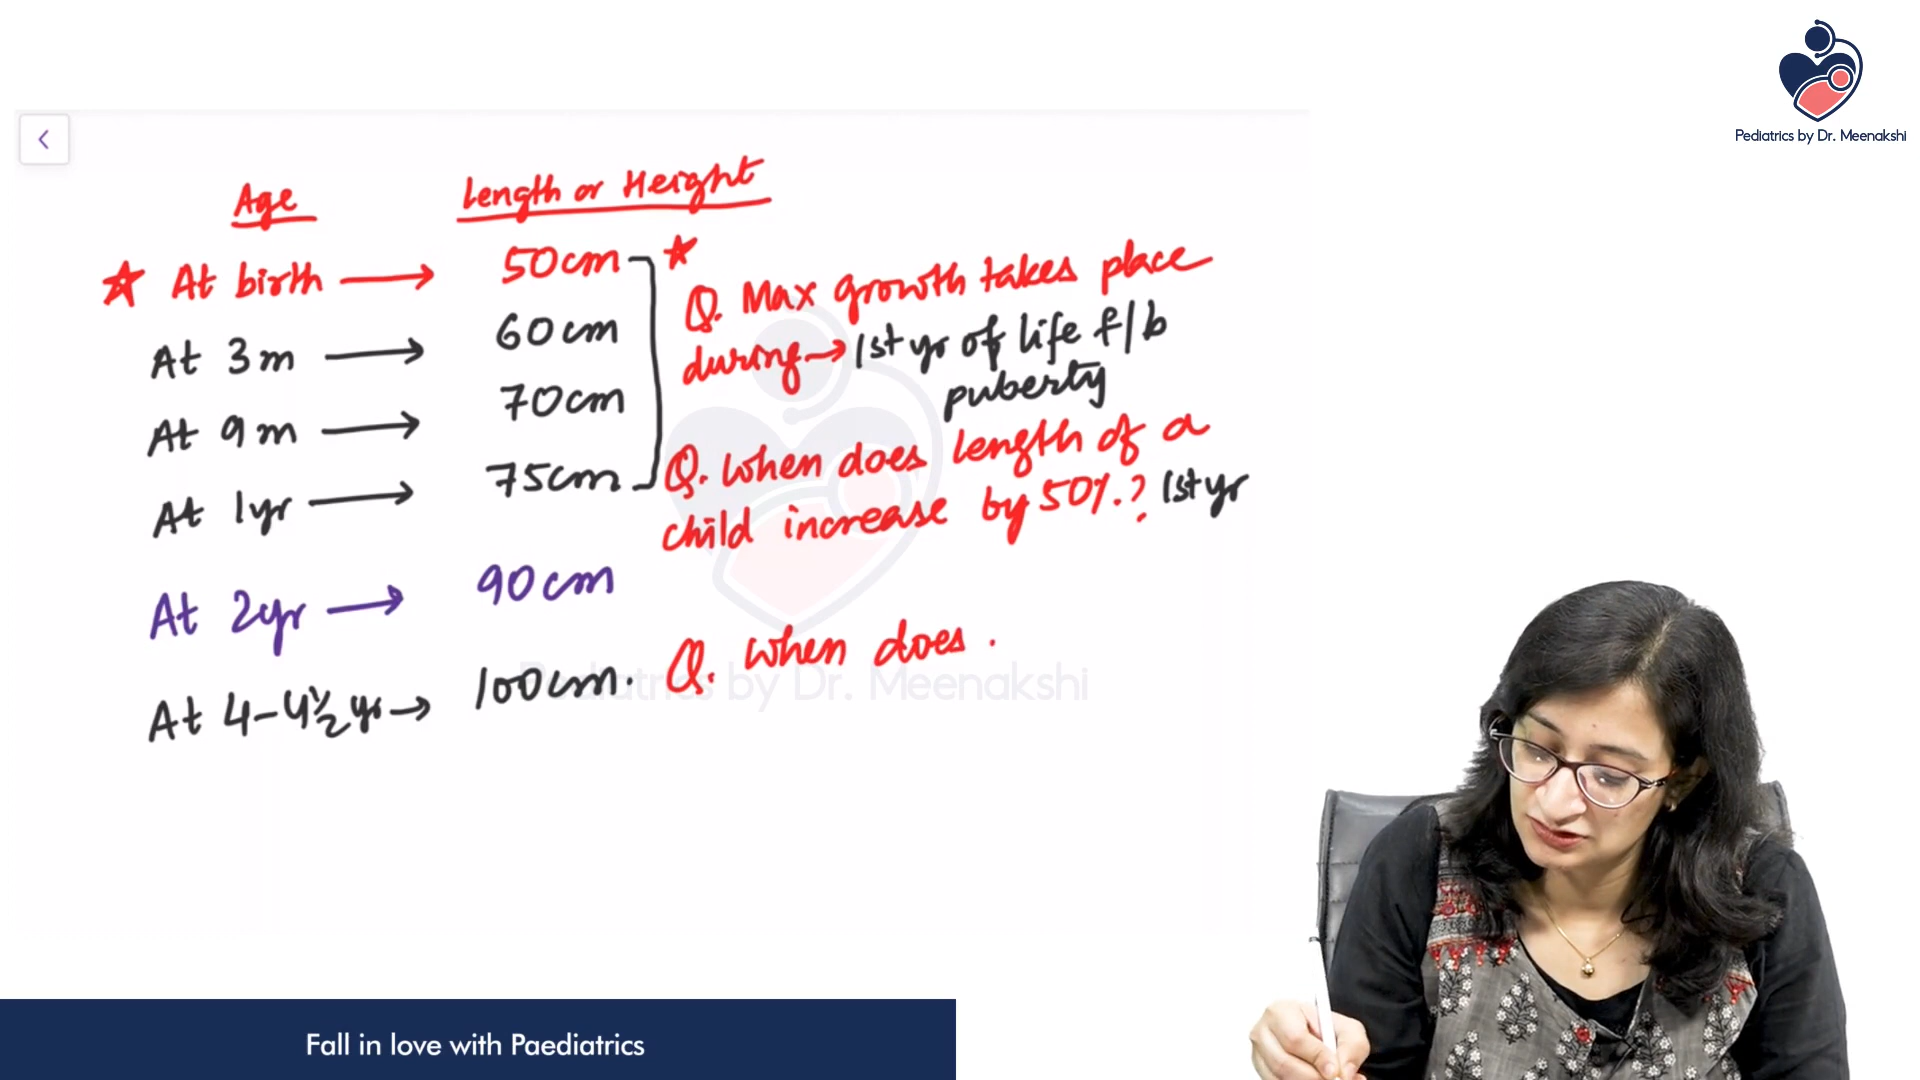 Pediatrics by Dr. Meenakshi
Age Length or Height
At birth → 50cm
At 3m → 60cm
At 9m → 70cm
At 1yr → 75cm
At 2yr → 90cm
At 4-4½yr → 100cm.
Q. Max growth takes place
during → 1st yr of life f/b
puberty
Q. When does length of a
child increase by 50%.? 1st yr
Q. When does .
Pediatrics by Dr. Meenakshi
Fall in love with Paediatrics